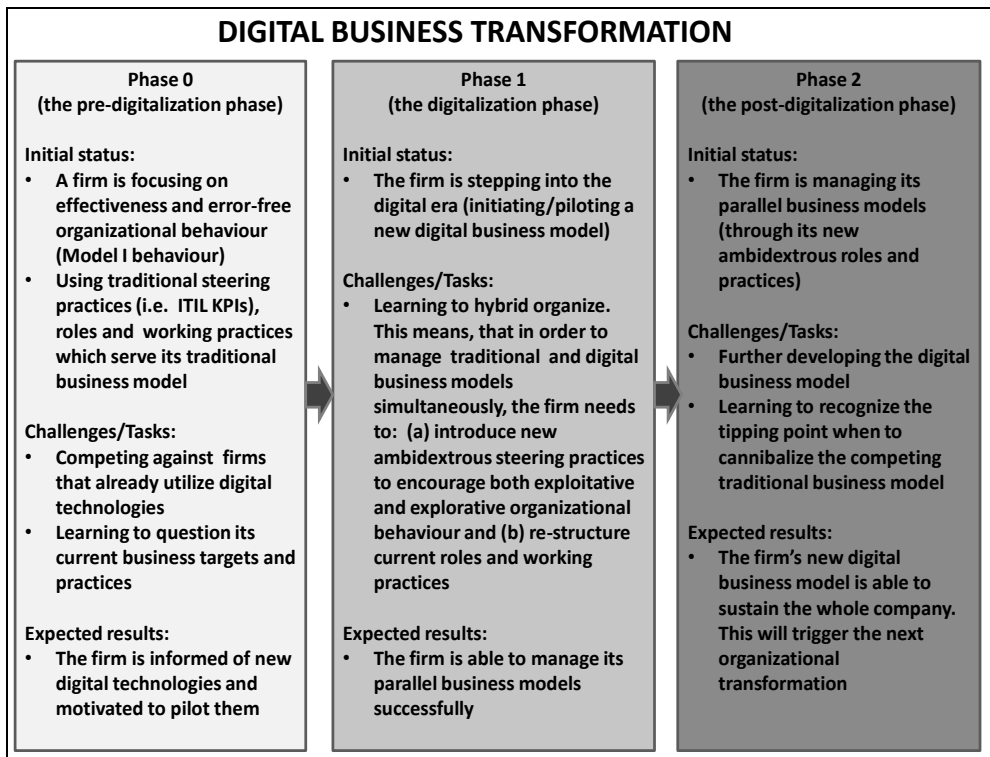 DIGITAL BUSINESS TRANSFORMATION
Phase 0
(the pre-digitalization phase)
Initial status:
• A firm is focusing on
effectiveness and error-free
organizational behaviour
(Model I behaviour)
• Using traditional steering
practices (i.e. ITIL KPIs),
roles and working practices
which serve its traditional
business model
Challenges/Tasks:
• Competing against firms
that already utilize digital
technologies
• Learning to question its
current business targets and
practices
Expected results:
• The firm is informed of new
digital technologies and
motivated to pilot them
Phase 1
(the digitalization phase)
Initial status:
• The firm is stepping into the
digital era (initiating/piloting a
new digital business model)
Challenges/Tasks:
• Learning to hybrid organize.
This means, that in order to
manage traditional and digital
business models
simultaneously, the firm needs
to: (a) introduce new
ambidextrous steering practices
to encourage both exploitative
and explorative organizational
behaviour and (b) re-structure
current roles and working
practices
Expected results:
• The firm is able to manage its
parallel business models
successfully
Phase 2
(the post-digitalization phase)
Initial status:
• The firm is managing its
parallel business models
(through its new
ambidextrous roles and
practices)
Challenges/Tasks:
• Further developing the digital
business model
• Learning to recognize the
tipping point when to
cannibalize the competing
traditional business model
Expected results:
• The firm's new digital
business model is able to
sustain the whole company.
This will trigger the next
organizational
transformation